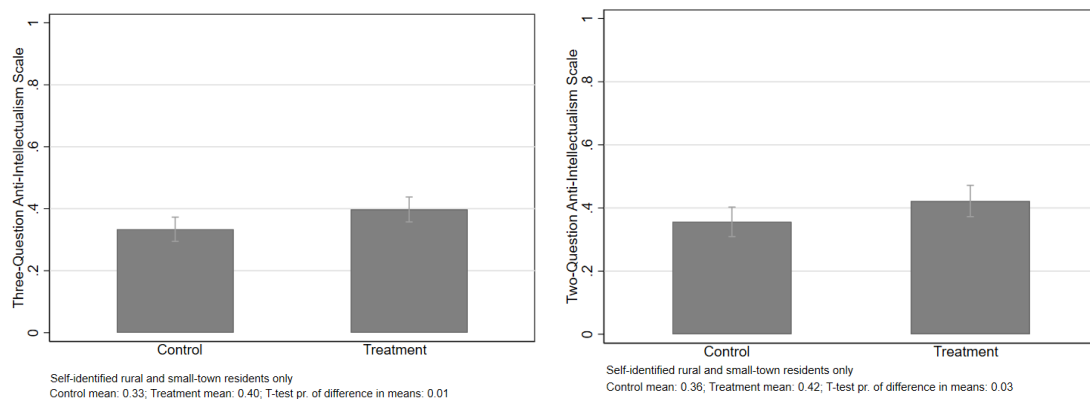 Three-Question Anti-Intellectualism Scale
1
.8
.6
.4
.2
0
Control Treatment
Self-identified rural and small-town residents only
Control mean: 0.33; Treatment mean: 0.40; T-test pr. of difference in means: 0.01
Two-Question Anti-Intellectualism Scale
1
.8
.6
.4
.2
0
Control Treatment
Self-identified rural and small-town residents only
Control mean: 0.36; Treatment mean: 0.42; T-test pr. of difference in means: 0.03